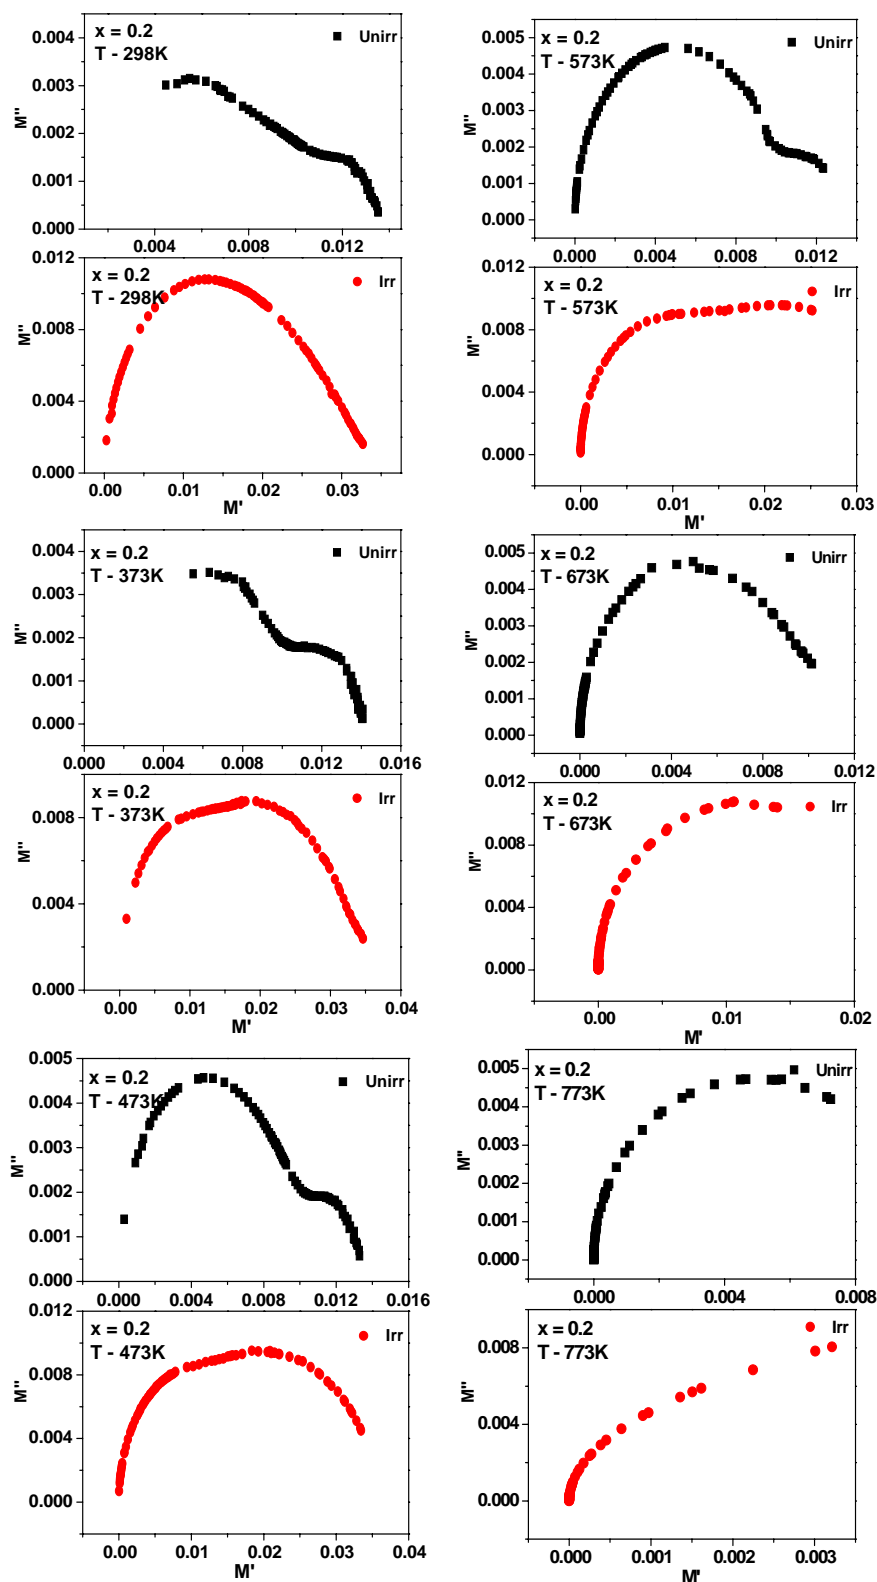 0.004
x = 0.2
Unirr
T - 298K
0.003
M"
0.002
0.001
0.000
0.004
0.008
0.012
0.012
x = 0.2
Irr
T - 298K
0.008
M"
0.004
0.000
0.00
0.01
0.02
0.03
M'
0.004
x = 0.2
Unirr
T - 373K
0.003
M"
0.002
0.001
0.000
0.000
0.004
0.008
0.012
0.016
x = 0.2
Irr
T - 373K
0.008
M"
0.004
0.000
0.00
0.01
0.02
0.03
0.04
M'
0.005
x = 0.2
Unirr
T - 473K
0.004
0.003
M"
0.002
0.001
0.000
0.000
0.004
0.008
0.012
0.016
0.012
x = 0.2
Irr
T - 473K
0.008
M"
0.004
0.000
0.00
0.01
0.02
0.03
0.04
M'
0.005
x = 0.2
Unirr
T - 573K
0.004
0.003
M"
0.002
0.001
0.000
0.000
0.004
0.008
0.012
0.012
x = 0.2
Irr
T - 573K
0.008
M"
0.004
0.000
0.00
0.01
0.02
0.03
M'
0.005
x = 0.2
Unirr
T - 673K
0.004
0.003
M"
0.002
0.001
0.000
0.000
0.004
0.008
0.012
0.012
x = 0.2
Irr
T - 673K
0.008
M"
0.004
0.000
0.00
0.01
0.02
M'
0.005
x = 0.2
Unirr
T - 773K
0.004
0.003
M"
0.002
0.001
0.000
0.000
0.004
0.008
x = 0.2
Irr
T - 773K
0.008
M"
0.004
0.000
0.000
0.001
0.002
0.003
M'